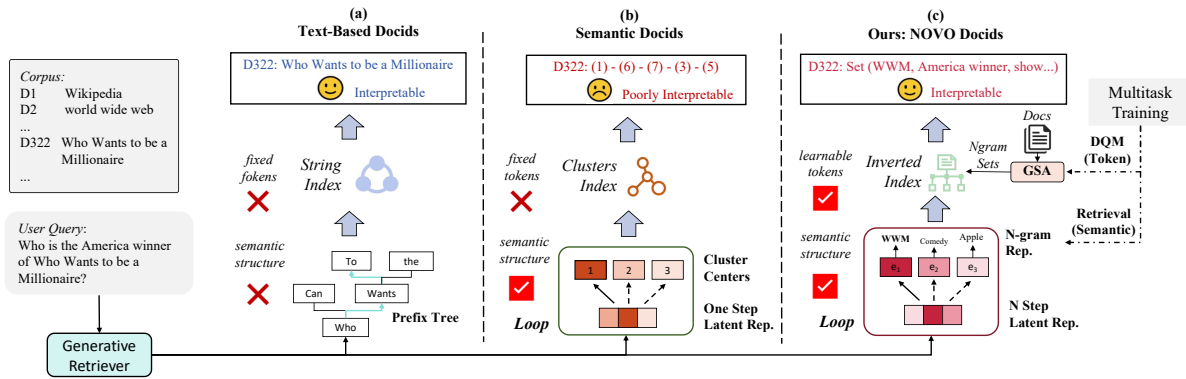 Corpus:
D1 Wikipedia
D2 world wide web
...
D322 Who Wants to be a
Millionaire
...
User Query:
Who is the America winner
of Who Wants to be a
Millionaire?
Generative
Retriever
(a)
Text-Based Docids
D322: Who Wants to be a Millionaire
Interpretable
fixed
fokens
String
Index
semantic
structure
To
the
Can
Wants
Who
Prefix Tree
(b)
Semantic Docids
D322: (1) - (6) - (7) - (3) - (5)
Poorly Interpretable
fixed
tokens
Clusters
Index
semantic
structure
Loop
1
2
3
Cluster
Centers
One Step
Latent Rep.
(c)
Ours: NOVO Docids
D322: Set (WWM, America winner, show...)
Interpretable
learnable
tokens
Inverted
Index
Ngram
Sets
Docs
GSA
semantic
structure
Loop
WWM
Comedy
Apple
e1
e2
e3
N-gram
Rep.
N Step
Latent Rep.
Multitask
Training
DQM
(Token)
Retrieval
(Semantic)